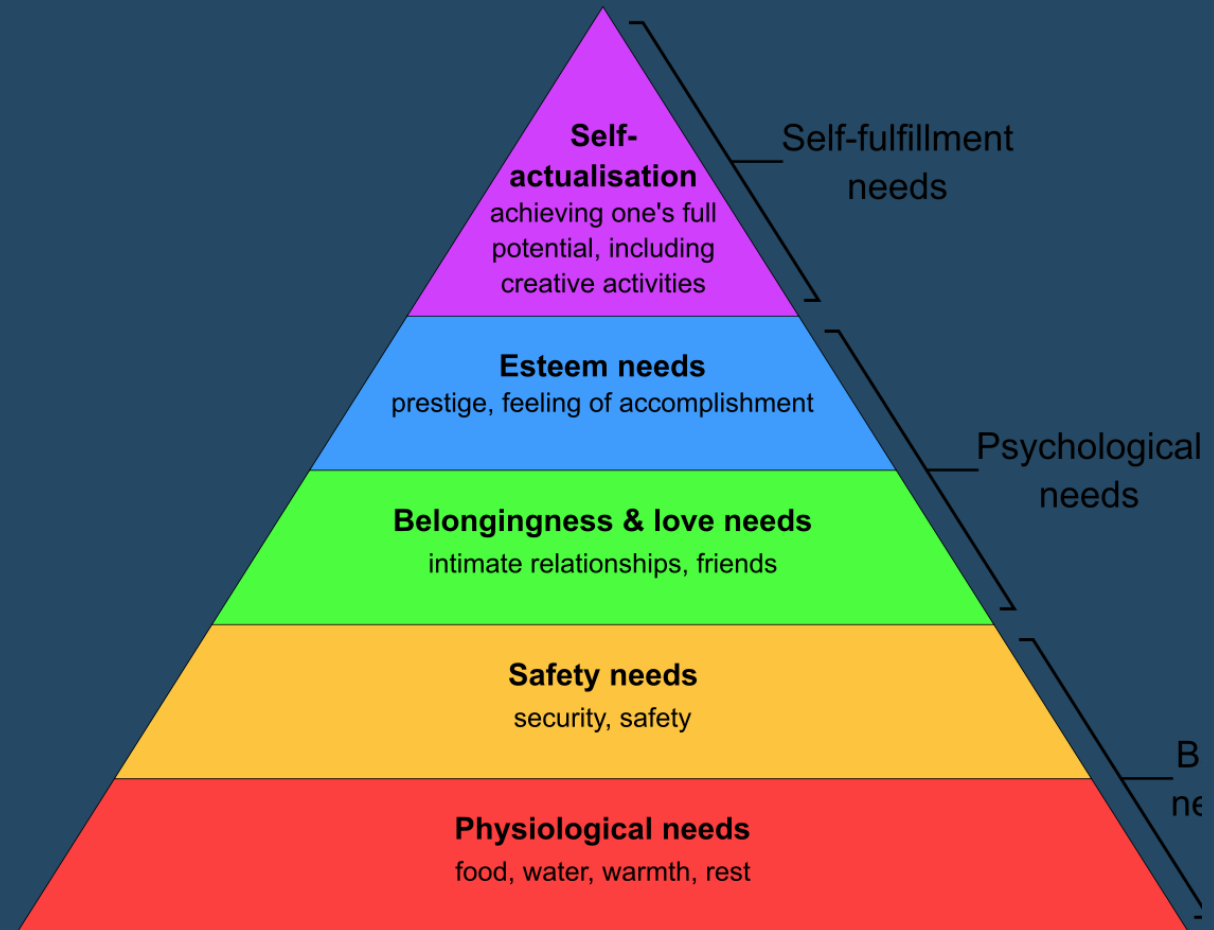 Self-
actualisation
achieving one's full
potential, including
creative activities
Self-fulfillment
needs
Esteem needs
prestige, feeling of accomplishment
Psychological
needs
Belongingness & love needs
intimate relationships, friends
Safety needs
security, safety
Physiological needs
food, water, warmth, rest